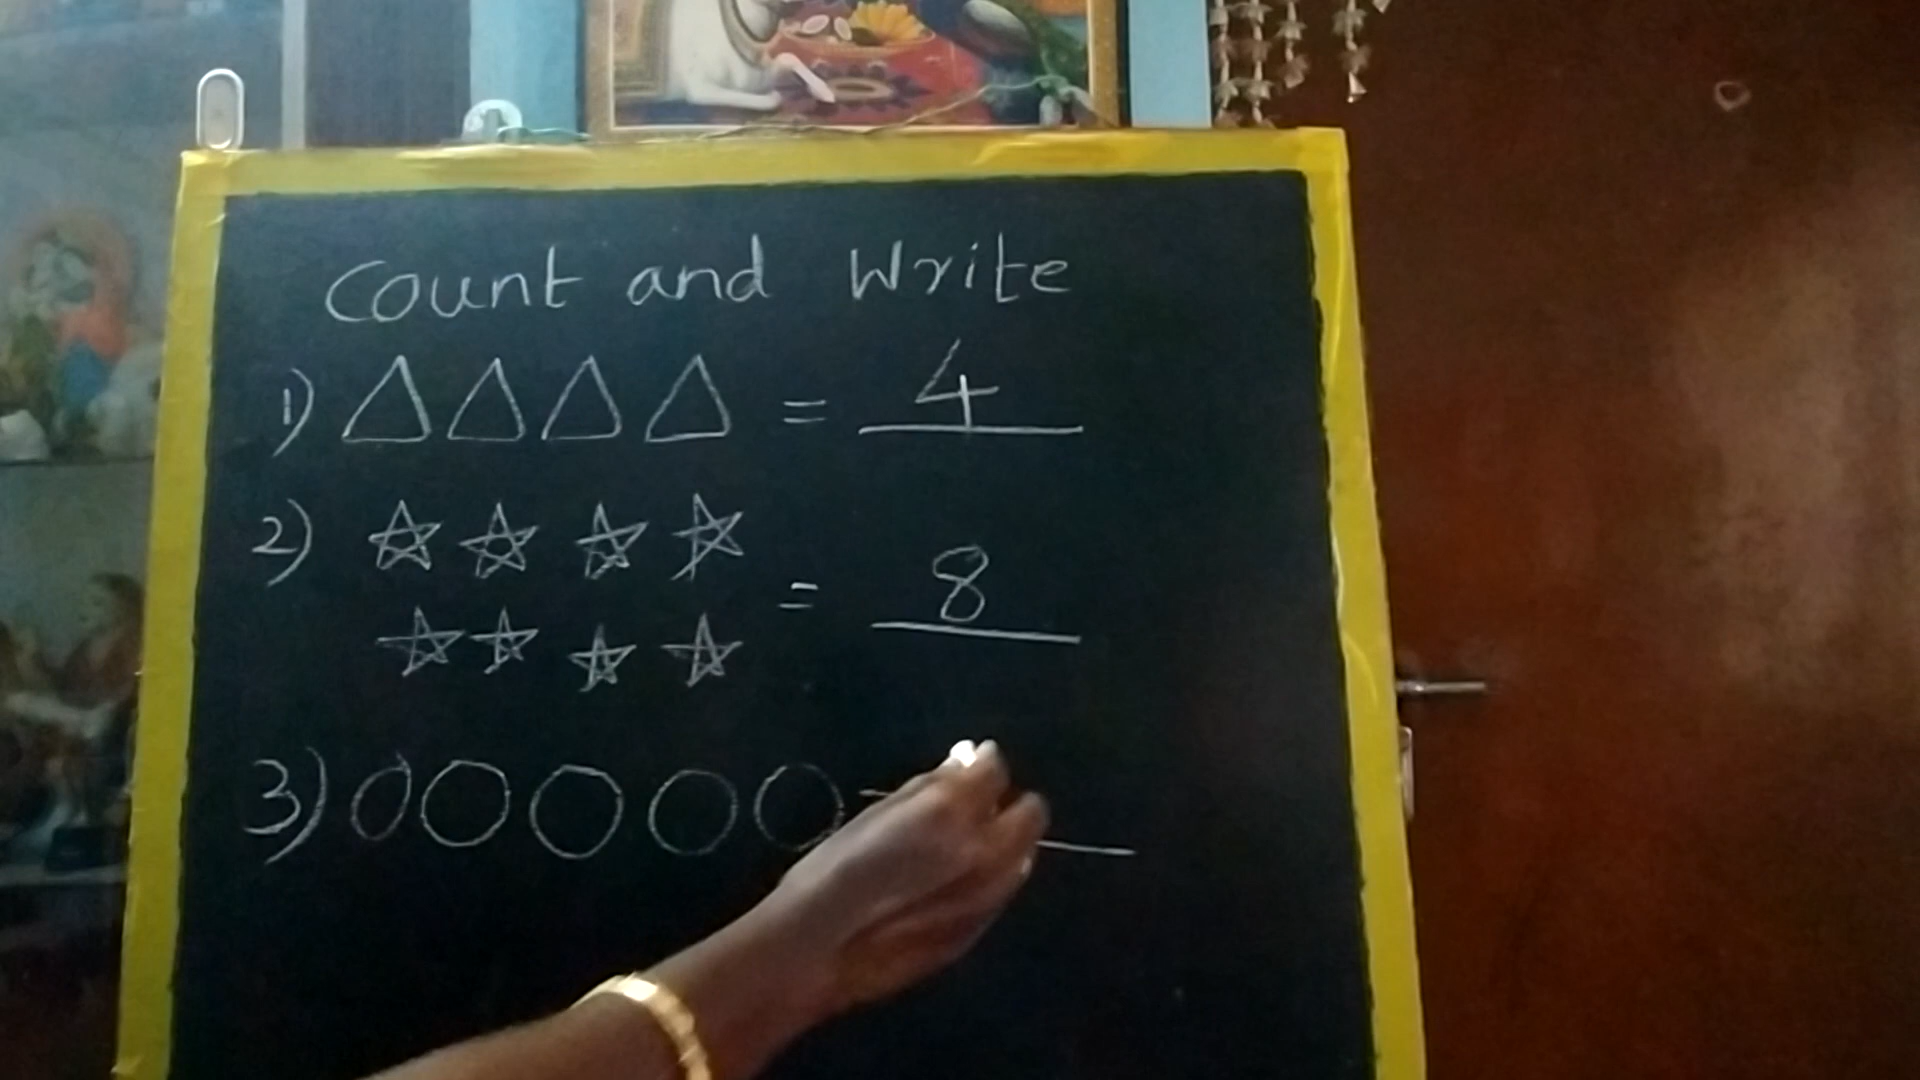 Count and Write
1) △ △ △ △ = 4
2) ☆ ☆ ☆ ☆ ☆ ☆ ☆ ☆ = 8
3) ○ ○ ○ ○ ○ =